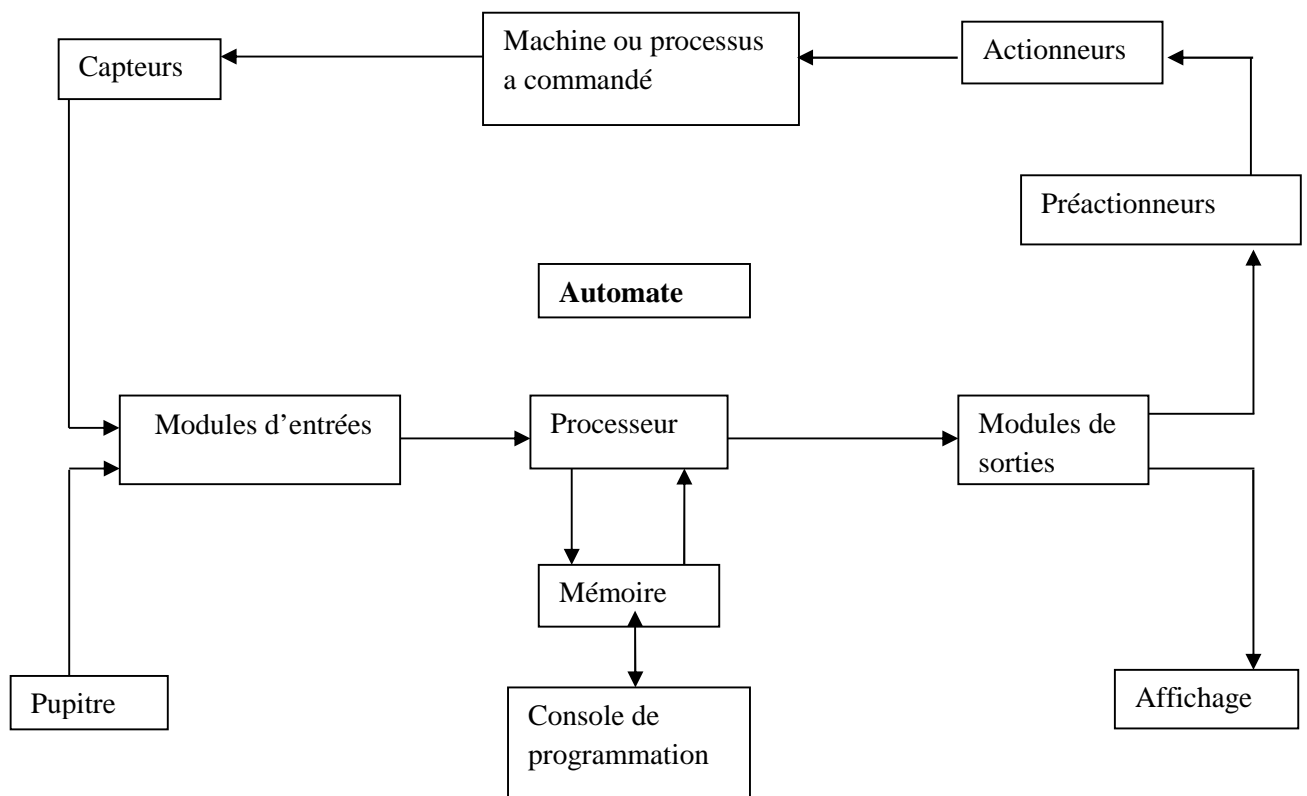 Capteurs
Machine ou processus
a commandé
Actionneurs
Préactionneurs
Automate
Modules d’entrées
Processeur
Modules de
sorties
Mémoire
Pupitre
Console de
programmation
Affichage